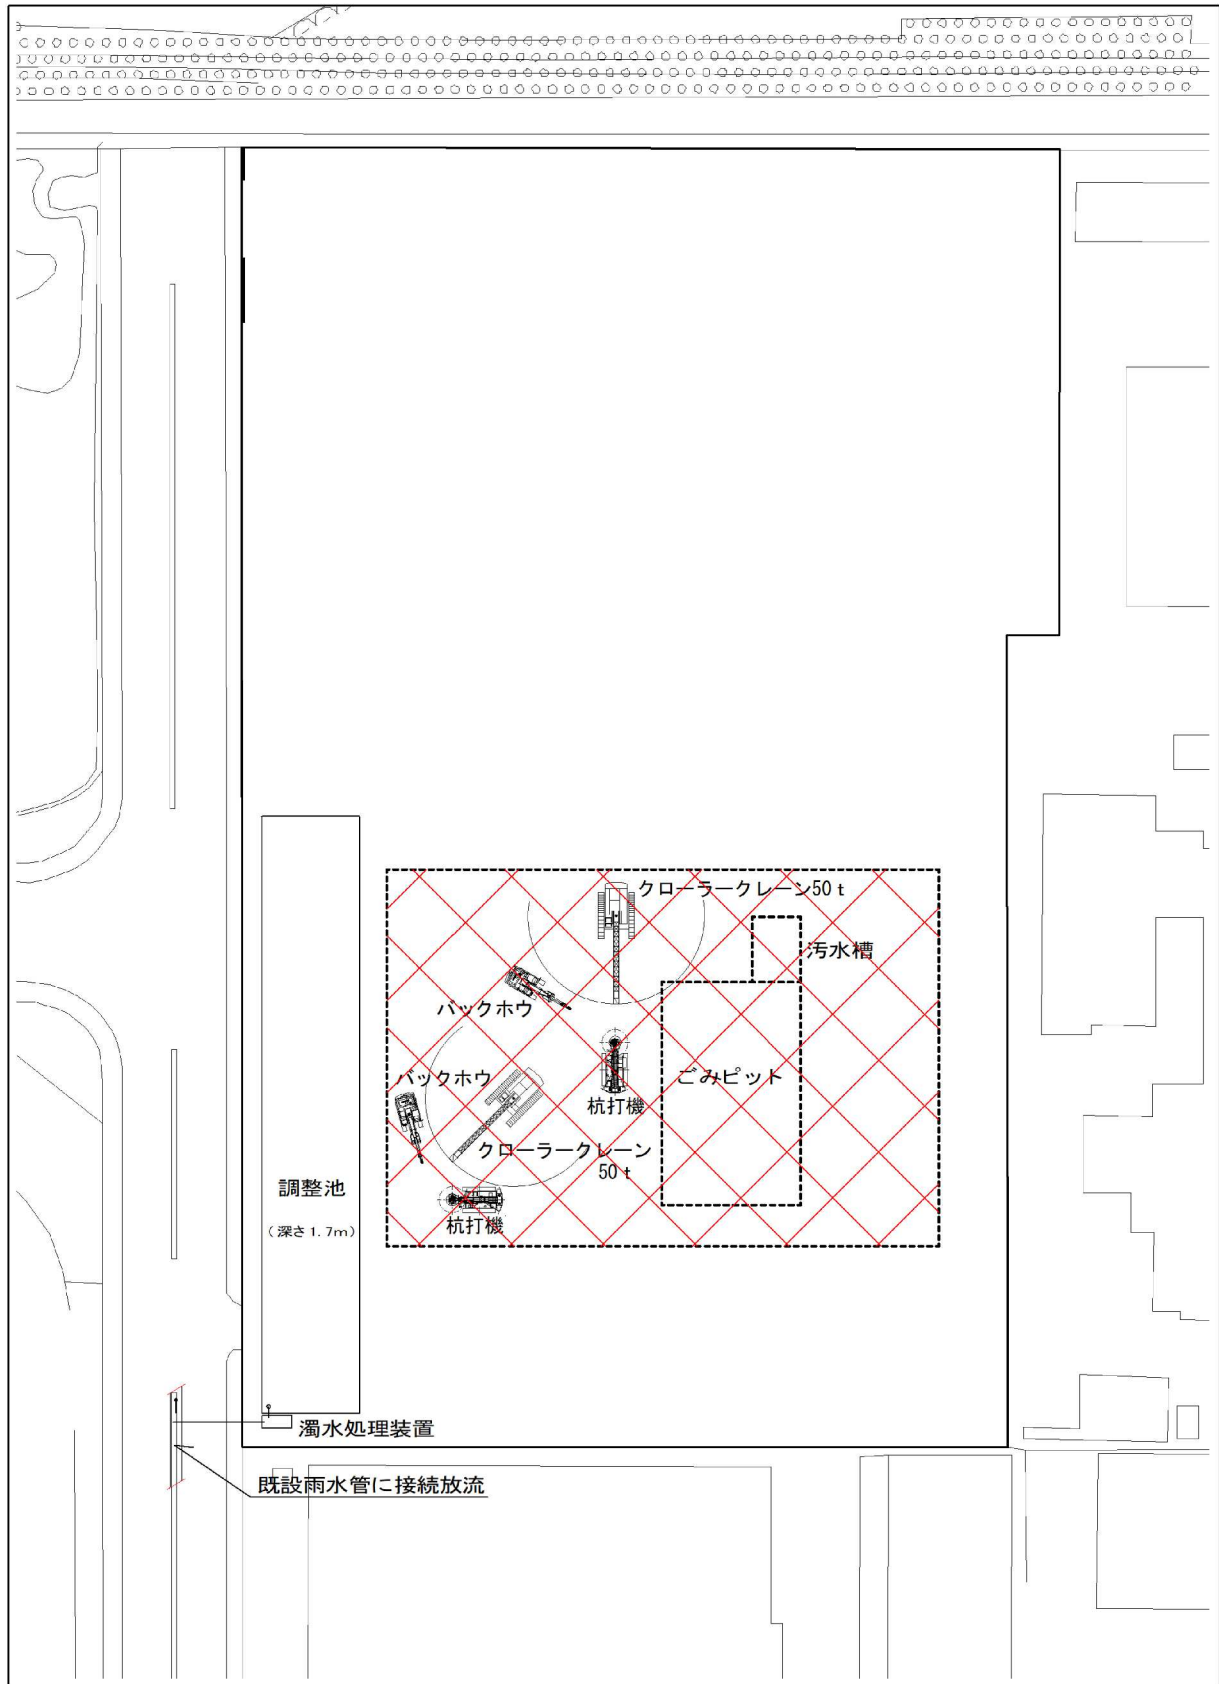 クローラークレーン50ｔ
汚水槽
バックホウ
バックホウ
ごみピット
杭打機
クローラークレーン
50ｔ
調整池
（深さ1.7m）
杭打機
濁水処理装置
既設雨水管に接続放流